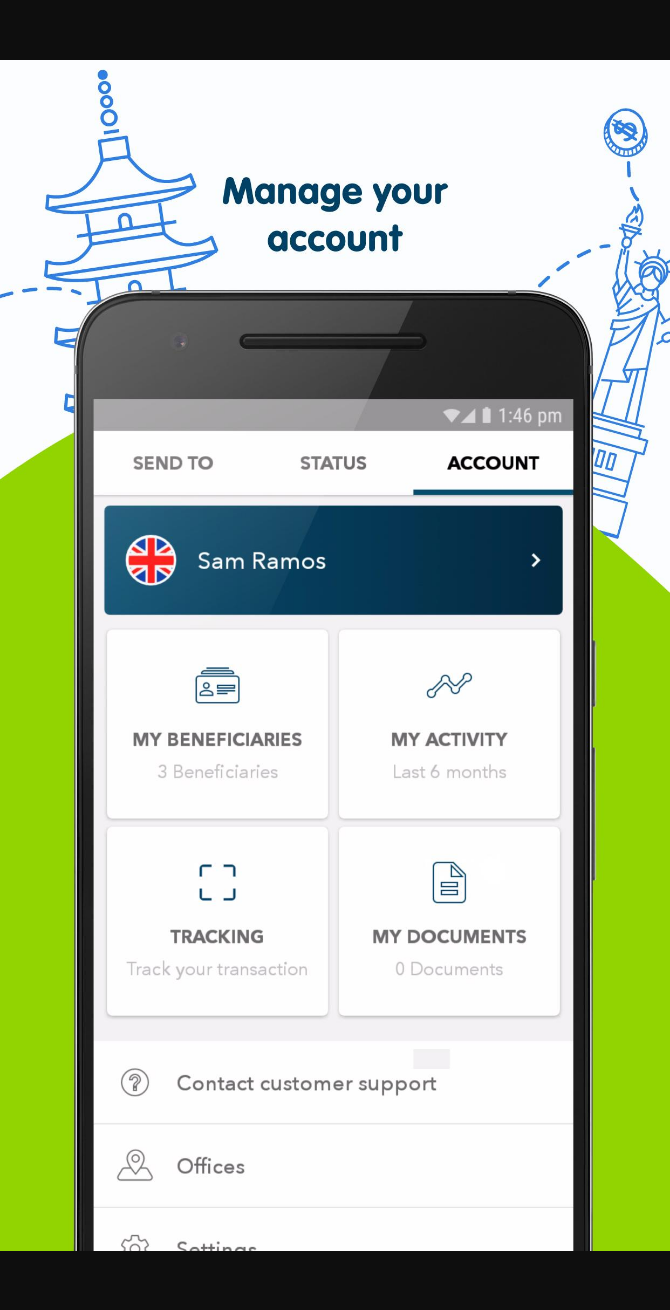 Manage your
account
1:46 pm
SEND TO
STATUS
ACCOUNT
Sam Ramos
MY BENEFICIARIES
3 Beneficiaries
MY ACTIVITY
Last 6 months
TRACKING
Track your transaction
MY DOCUMENTS
0 Documents
Contact customer support
Offices
Settings